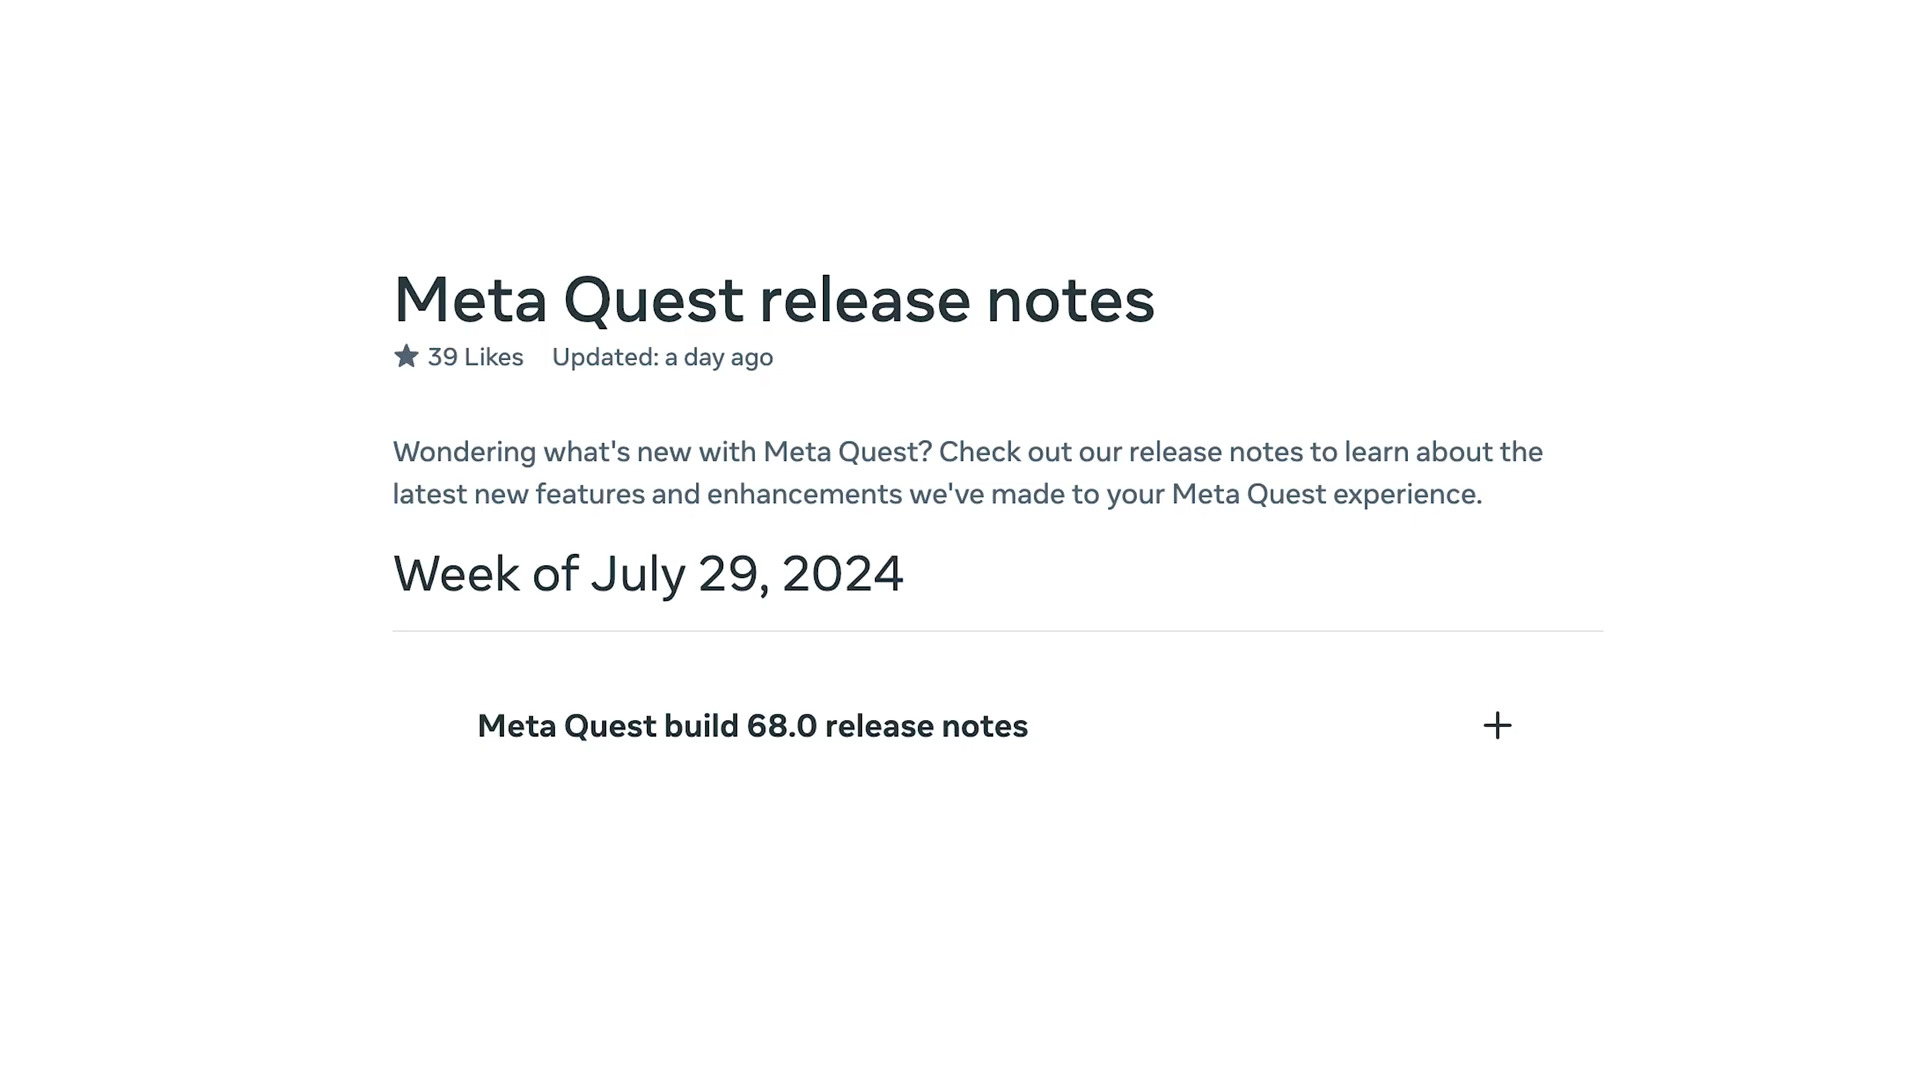 Meta Quest release notes
39 Likes Updated: a day ago
Wondering what's new with Meta Quest? Check out our release notes to learn about the
latest new features and enhancements we've made to your Meta Quest experience.
Week of July 29, 2024
Meta Quest build 68.0 release notes